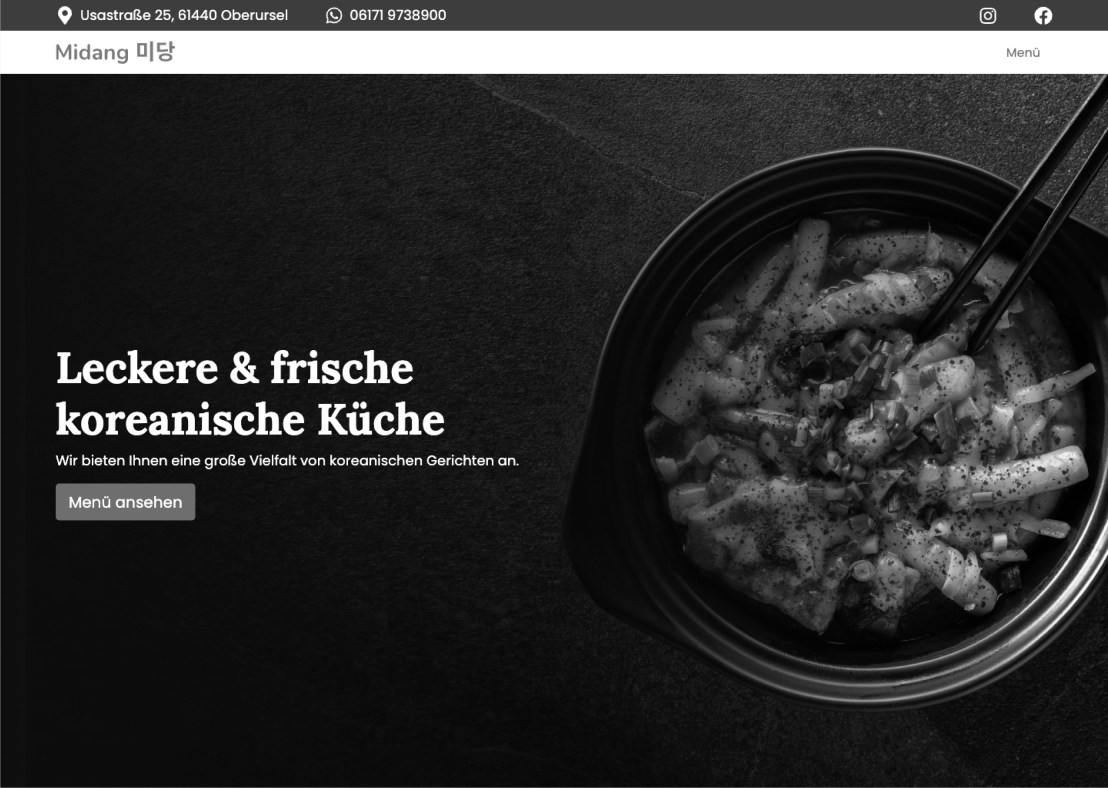 Usastraße 25, 61440 Oberursel 06171 9738900
Midang 미당 Menü
Leckere & frische
koreanische Küche
Wir bieten Ihnen eine große Vielfalt von koreanischen Gerichten an.
Menü ansehen